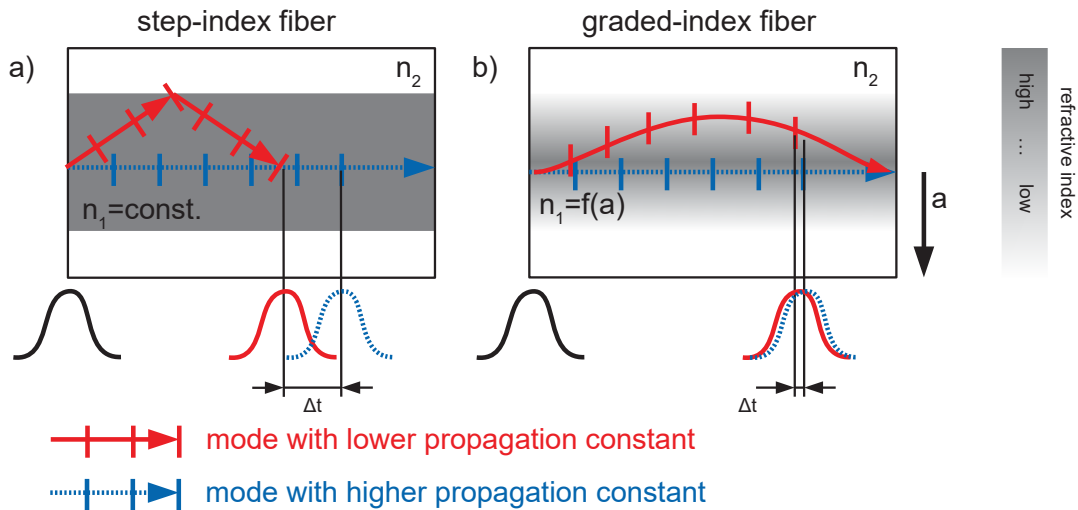 step-index fiber
graded-index fiber
a)
n₂
n₁=const.
Δt
b)
n₂
n₁=f(a)
a
Δt
high ... low
refractive index
mode with lower propagation constant
mode with higher propagation constant